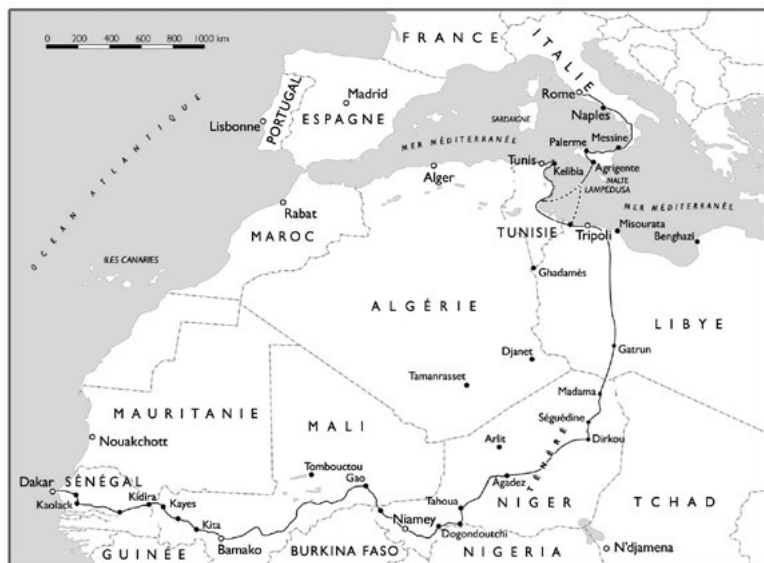 0 200 400 600 800 1000 km
FRANCE
ITALIE
OCEAN ATLANTIQUE
PORTUGAL
Madrid
ESPAGNE
Lisbonne
Rome
Naples
SARDAIGNE
MER MÉDITERRANÉE
Palerme
Messine
Tunis
Kelibia
Agrigente
MALTE
LAMPEDUSA
Alger
Rabat
MAROC
MER MÉDITERRANÉE
TUNISIE
Tripoli
Misourata
Benghazi
ILES CANARIES
Ghadamès
ALGÉRIE
LIBYE
Djanet
Gatrun
Tamanrasset
Madama
MAURITANIE
MALI
Séguédine
Nouakchott
Arlit
TÉNÉRÉ
Dirkou
Tombouctou
Gao
Agadez
Dakar
SÉNÉGAL
Kaolack
Kidira
Kayes
Tahoua
NIGER
TCHAD
Kita
Niamey
Dogondoutchi
Bamako
GUINÉE
BURKINA FASO
NIGERIA
N'djamena